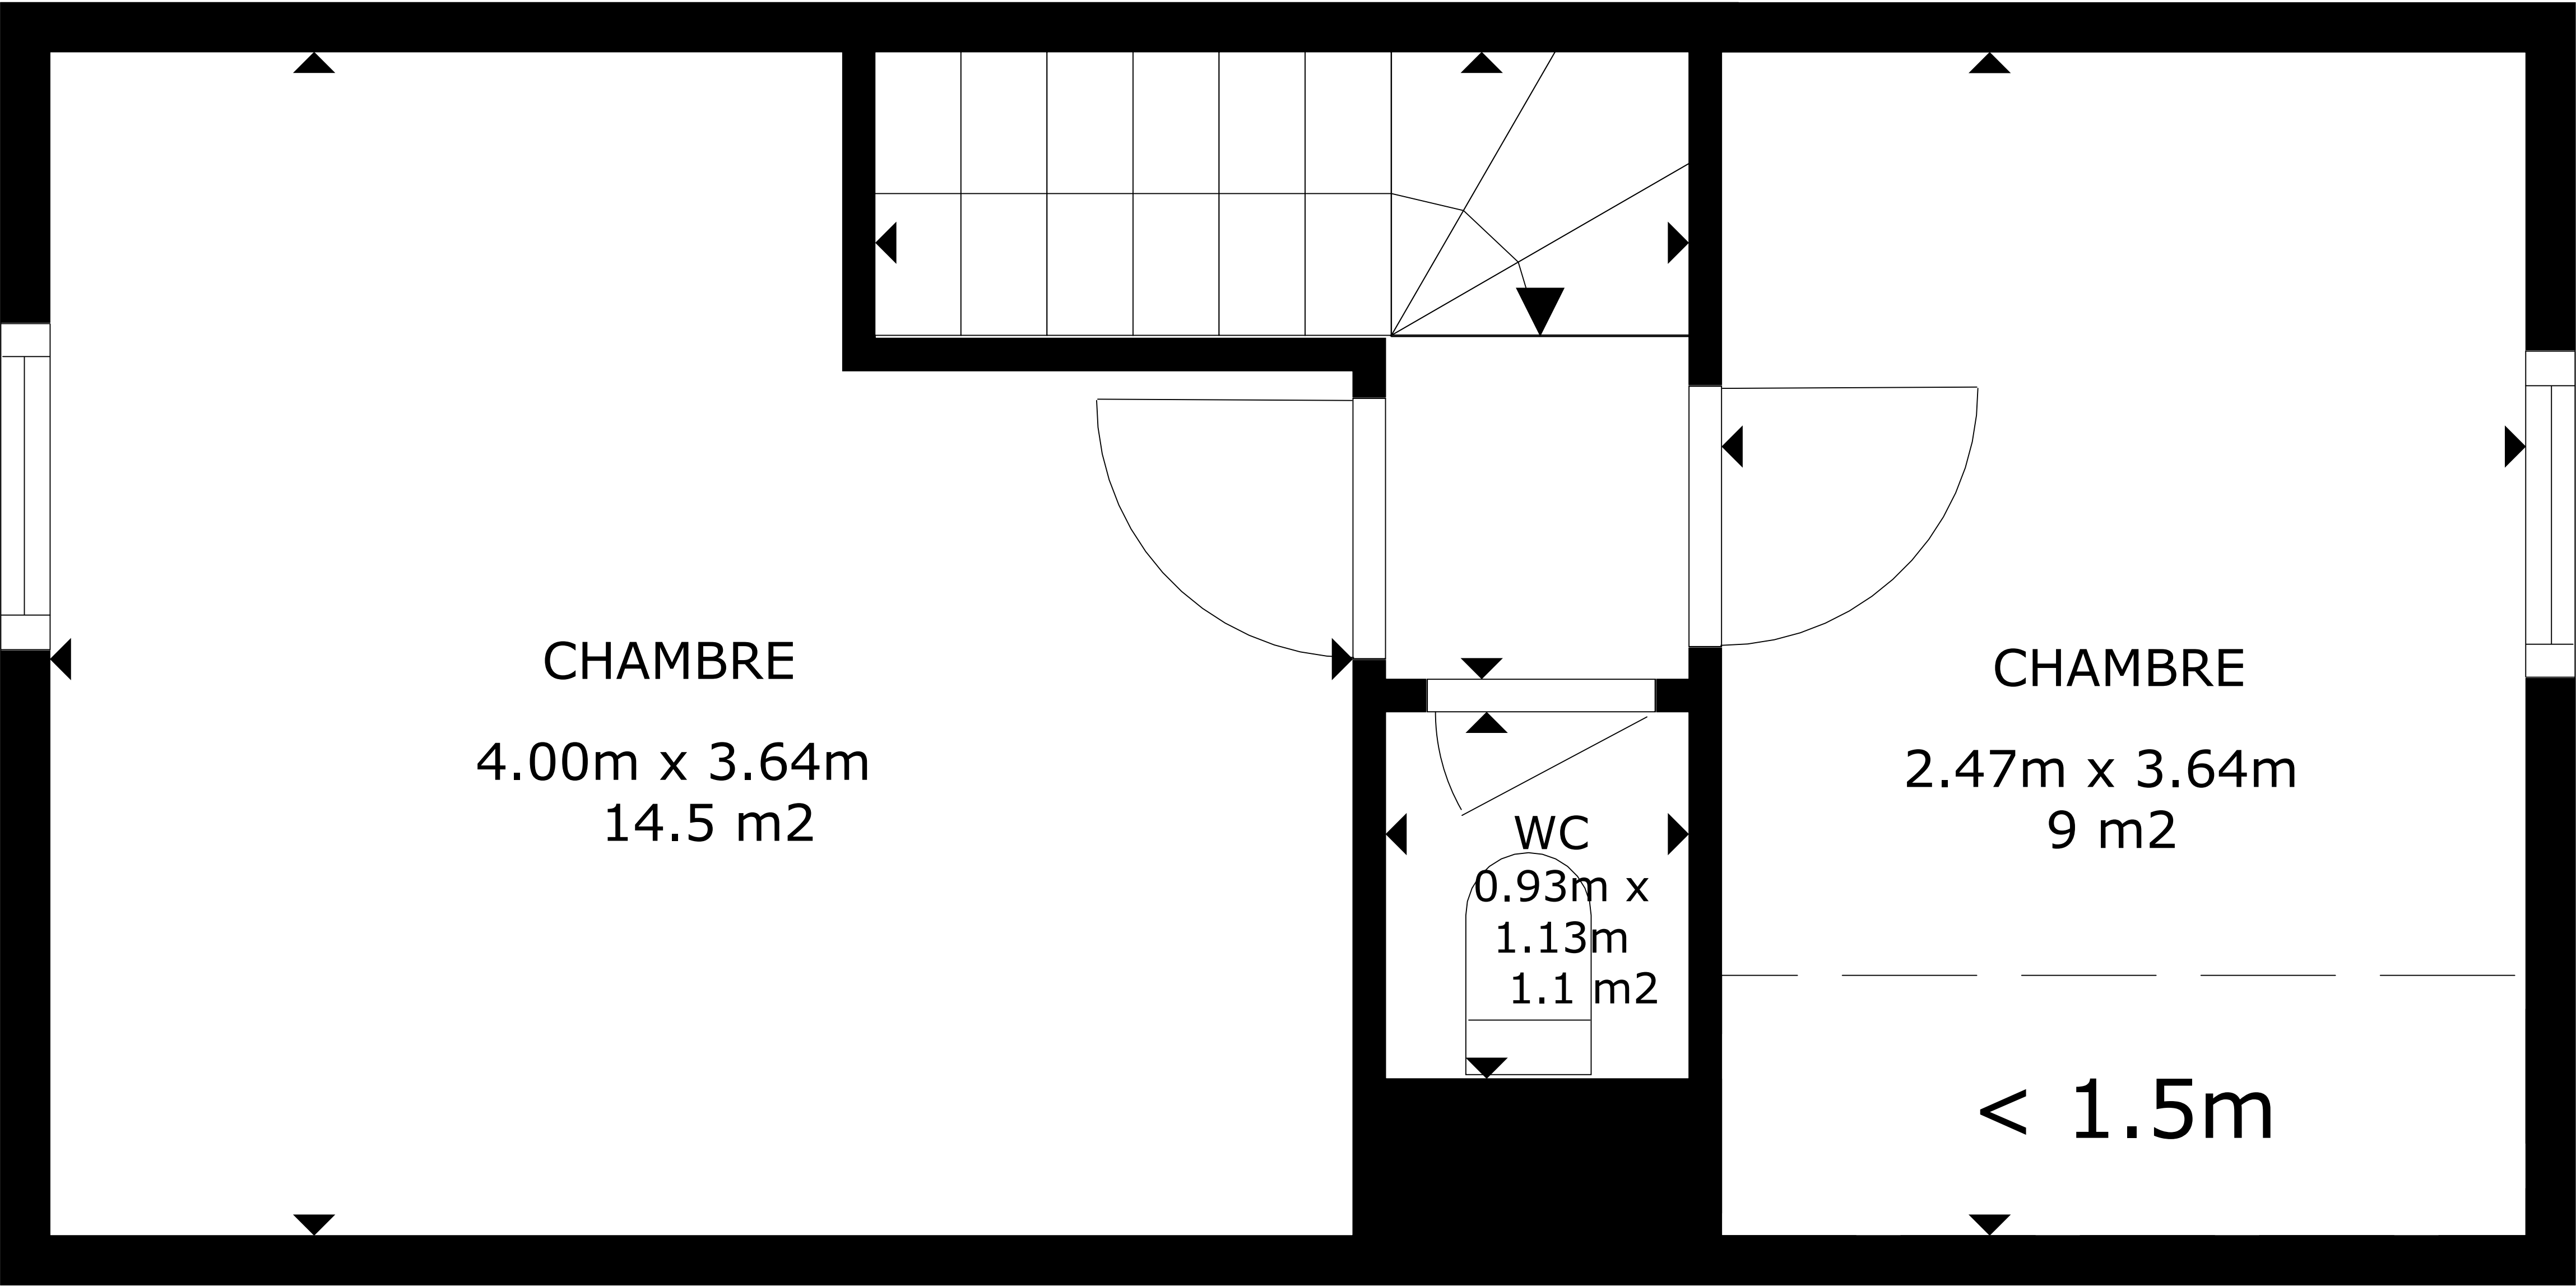 CHAMBRE
4.00m x 3.64m
14.5 m2
WC
0.93m x
1.13m
1.1 m2
CHAMBRE
2.47m x 3.64m
9 m2
< 1.5m